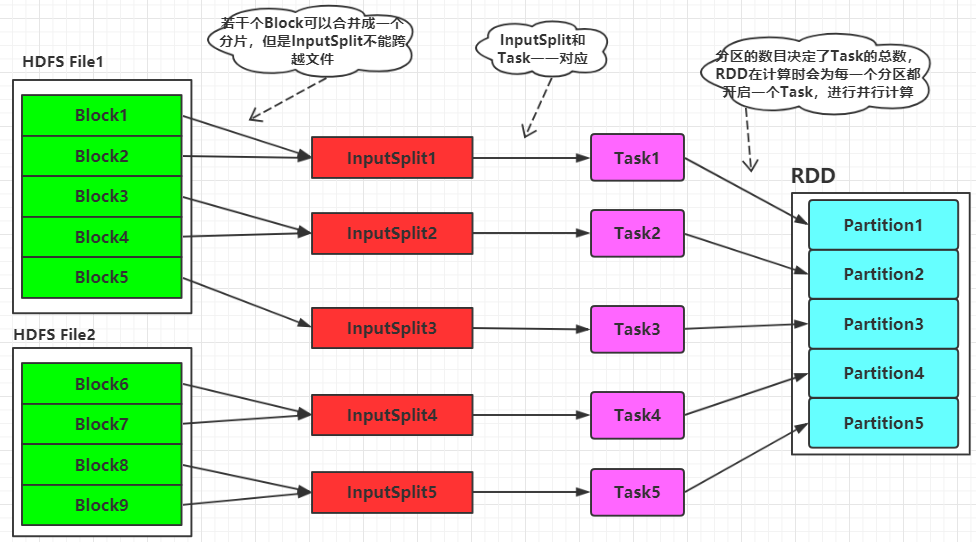 若干个Block可以合并成一个
分片，但是InputSplit不能跨
越文件
InputSplit和
Task一一对应
分区的数目决定了Task的总数，
RDD在计算时会为每一个分区都
开启一个Task，进行并行计算
HDFS File1
Block1
Block2
Block3
Block4
Block5
HDFS File2
Block6
Block7
Block8
Block9
InputSplit1
InputSplit2
InputSplit3
InputSplit4
InputSplit5
Task1
Task2
Task3
Task4
Task5
RDD
Partition1
Partition2
Partition3
Partition4
Partition5